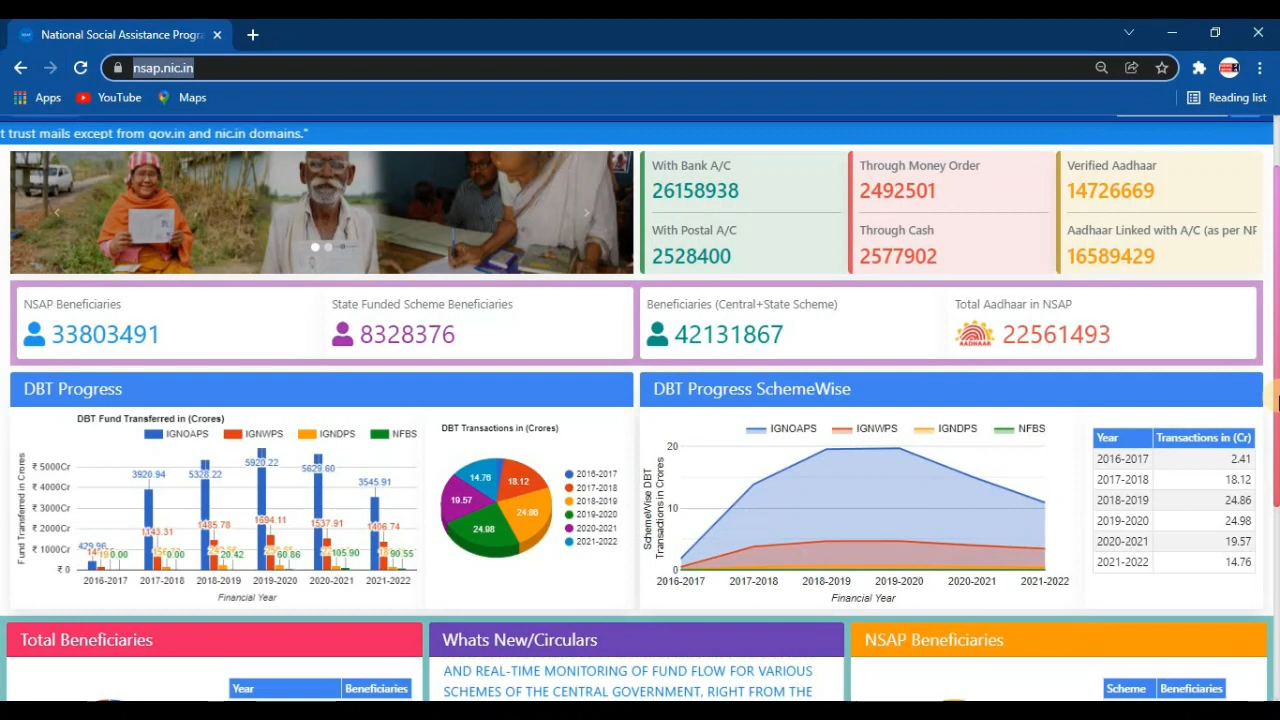 National Social Assistance Progr
nsap.nic.in
Apps YouTube Maps Reading list
t trust mails except from gov.in and nic.in domains."
With Bank A/C
26158938
With Postal A/C
2528400
Through Money Order
2492501
Through Cash
2577902
Verified Aadhaar
14726669
Aadhaar Linked with A/C (as per NP
16589429
NSAP Beneficiaries
33803491
State Funded Scheme Beneficiaries
8328376
Beneficiaries (Central+State Scheme)
42131867
Total Aadhaar in NSAP
AADHAAR
22561493
DBT Progress
DBT Fund Transferred in (Crores)
IGNOAPS IGNWPS IGNDPS NFBS
Fund Transferred in (Crores)
₹ 5000Cr
₹ 4000Cr
₹ 3000Cr
₹ 2000Cr
₹ 1000Cr
₹ 0
429.96
0.00
3920.94
1143.31
0.00
5328.22
1485.78
20.42
5920.22
1694.11
60.86
5629.60
1537.91
105.90
3545.91
1406.74
90.55
2016-2017 2017-2018 2018-2019 2019-2020 2020-2021 2021-2022
Financial Year
DBT Transactions in (Crores)
14.76
18.12
19.57
24.86
24.98
2016-2017
2017-2018
2018-2019
2019-2020
2020-2021
2021-2022
DBT Progress SchemeWise
IGNOAPS IGNWPS IGNDPS NFBS
SchemeWise DBT
Transactions in Crores
20
10
0
2016-2017 2017-2018 2018-2019 2019-2020 2020-2021 2021-2022
Financial Year
Year Transactions in (Cr)
2016-2017 2.41
2017-2018 18.12
2018-2019 24.86
2019-2020 24.98
2020-2021 19.57
2021-2022 14.76
Total Beneficiaries
Year Beneficiaries
Whats New/Circulars
AND REAL-TIME MONITORING OF FUND FLOW FOR VARIOUS
SCHEMES OF THE CENTRAL GOVERNMENT, RIGHT FROM THE
NSAP Beneficiaries
Scheme Beneficiaries